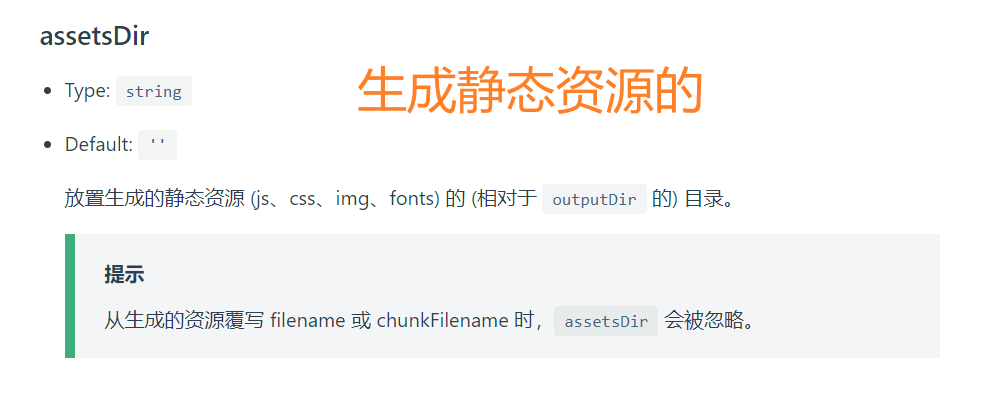 assetsDir
生成静态资源的
Type: string
Default: ''
放置生成的静态资源 (js、css、img、fonts) 的 (相对于 outputDir 的) 目录。
提示
从生成的资源覆写 filename 或 chunkFilename 时，assetsDir 会被忽略。